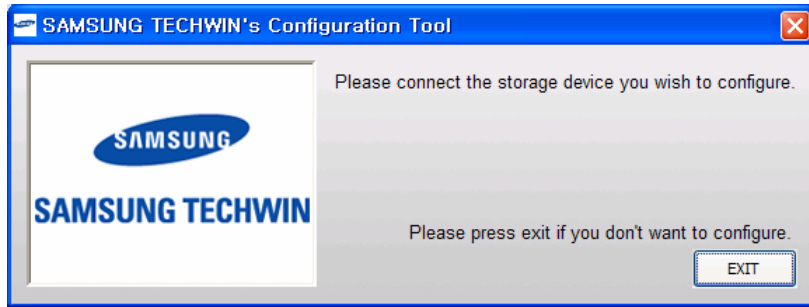 SAMSUNG TECHWIN's Configuration Tool
Please connect the storage device you wish to configure.
SAMSUNG
SAMSUNG TECHWIN
Please press exit if you don't want to configure.
EXIT